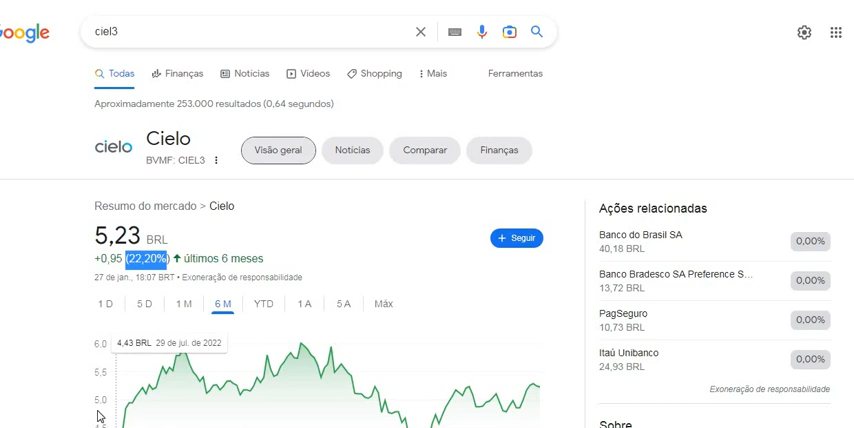 Google
ciel3
Todas Finanças Notícias Vídeos Shopping Mais Ferramentas
Aproximadamente 253.000 resultados (0,64 segundos)
cielo Cielo
BVMF: CIEL3
Visão geral Notícias Comparar Finanças
Resumo do mercado > Cielo
5,23 BRL
+ Seguir
+0,95 (22,20%) últimos 6 meses
27 de jan., 18:07 BRT • Exoneração de responsabilidade
1 D 5 D 1 M 6 M YTD 1 A 5 A Máx
4,43 BRL 29 de jul. de 2022
6.0
5.5
5.0
Ações relacionadas
Banco do Brasil SA
40,18 BRL
0,00%
Banco Bradesco SA Preference S...
13,72 BRL
0,00%
PagSeguro
10,73 BRL
0,00%
Itaú Unibanco
24,93 BRL
0,00%
Exoneração de responsabilidade
Sobre